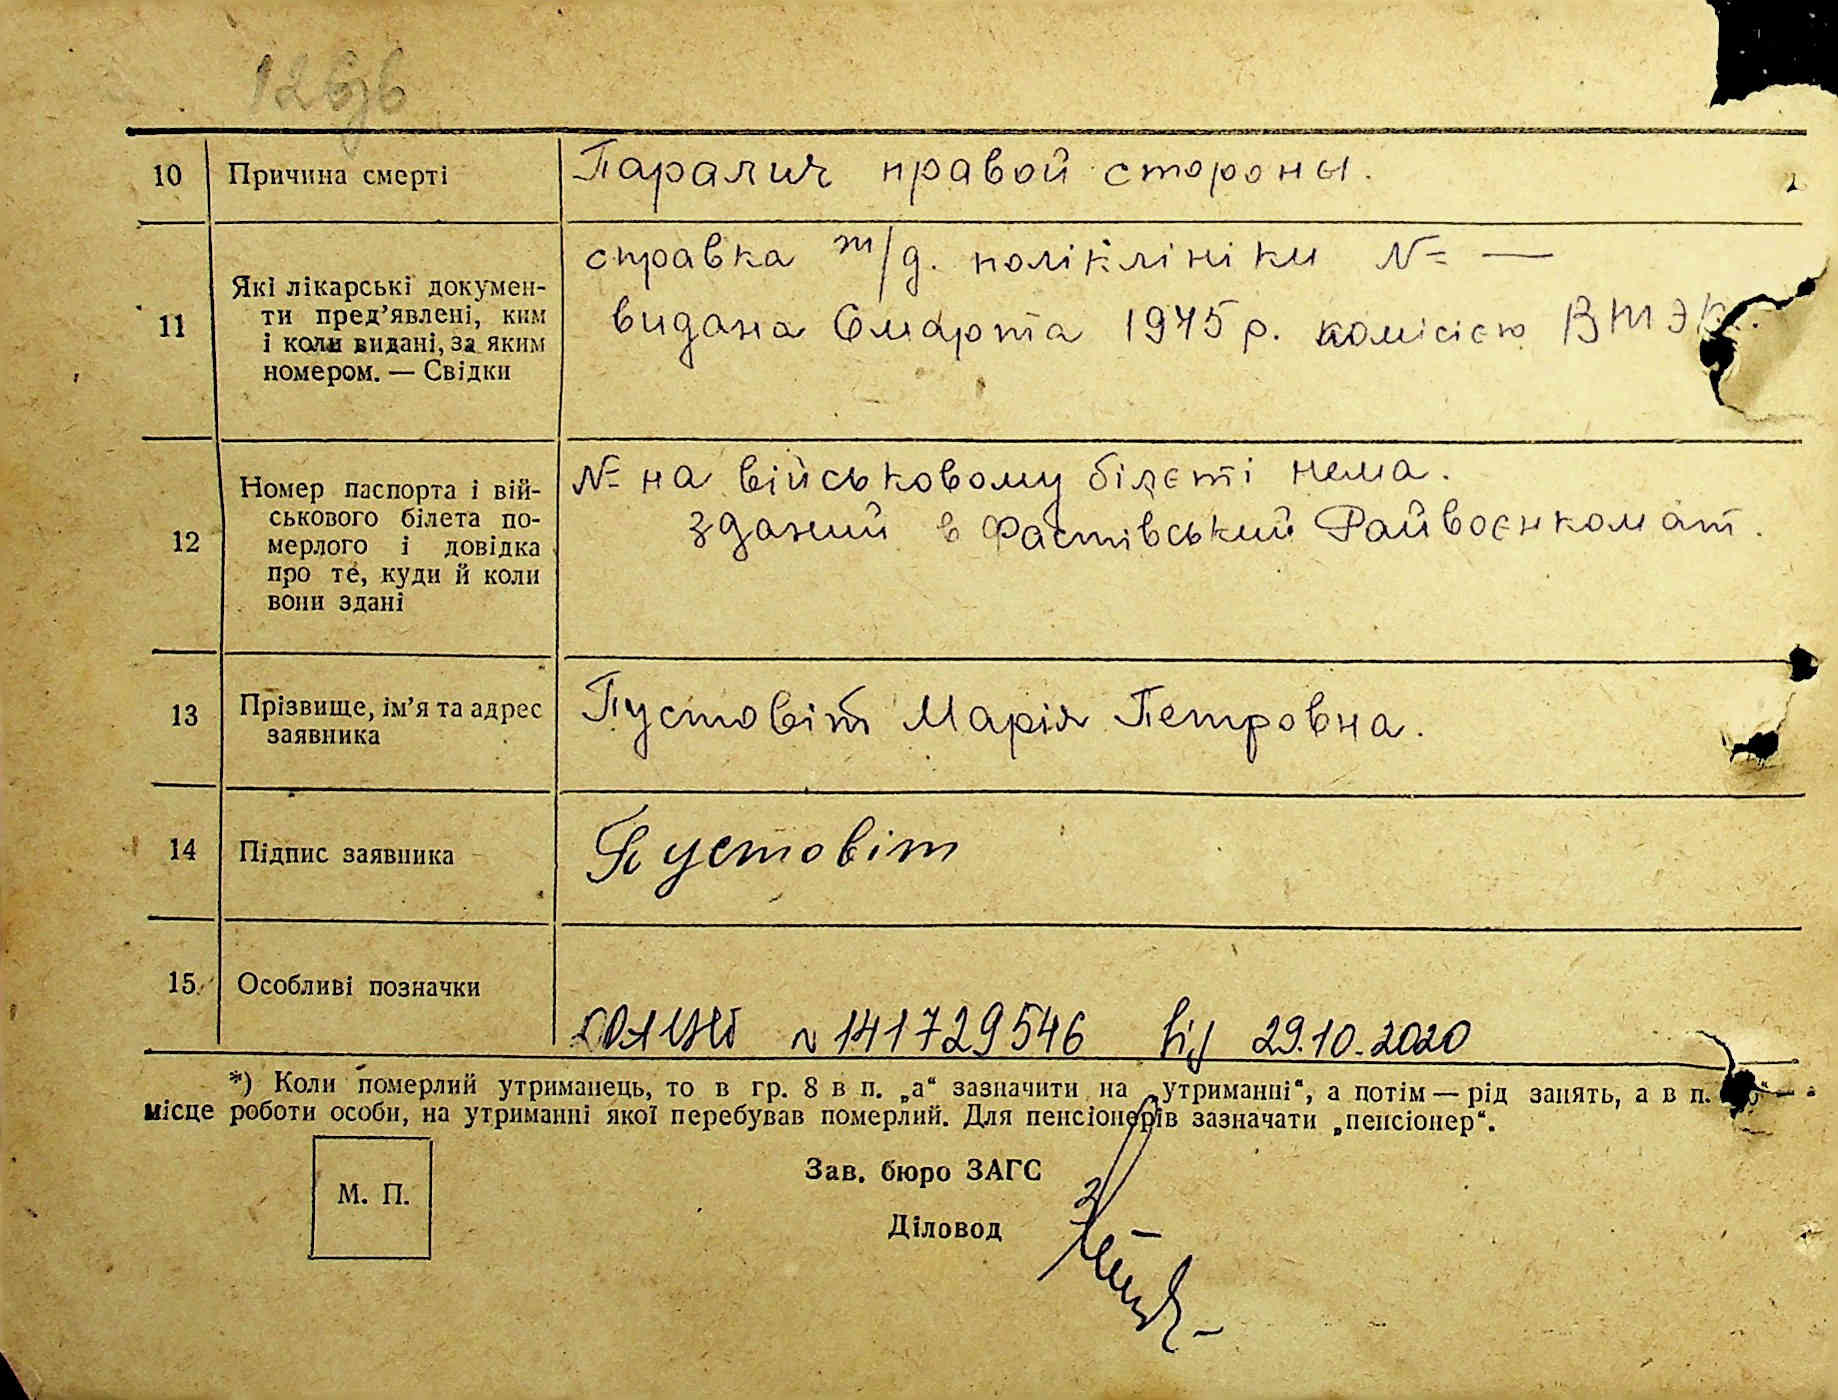 10 Причина смерті Паралич правой стороны.
11 Які лікарські докумен-
ти пред’явлені, ким
і коли видані, за яким
номером. — Свідки
справка т/д. поліклініки № —
видана 6 марта 1945 р. комісією ВТЭК.
12 Номер паспорта і вій-
ськового білета по-
мерлого і довідка
про те, куди й коли
вони здані
№ на військовому білєті нема.
зданий в Фастівський Райвоєнкомат.
13 Прізвище, ім’я та адрес
заявника
Пустовіт Марія Петровна.
14 Підпис заявника Пустовіт
15 Особливі позначки
№ 141729546 від 29.10.2020
*) Коли померлий утриманець, то в гр. 8 в п. „а“ зазначити на „утриманні“, а потім — рід занять, а в п.
місце роботи особи, на утриманні якої перебував померлий. Для пенсіонерів зазначати „пенсіонер“.
М. П.
Зав. бюро ЗАГС
Діловод